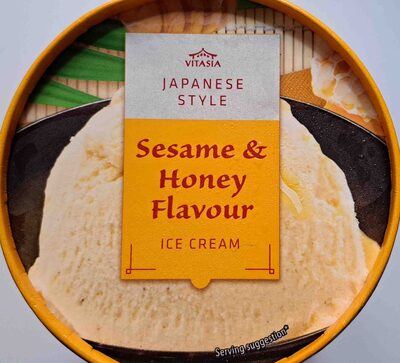 VITASIA
JAPANESE
STYLE
Sesame &
Honey
Flavour
ICE CREAM
Serving suggestion*